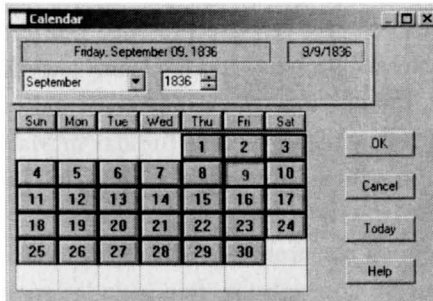 Calendar
Friday, September 09, 1836 9/9/1836
September 1836
Sun Mon Tue Wed Thu Fri Sat
1 2 3 OK
4 5 6 7 8 9 10
11 12 13 14 15 16 17 Cancel
18 19 20 21 22 23 24 Today
25 26 27 28 29 30
Help